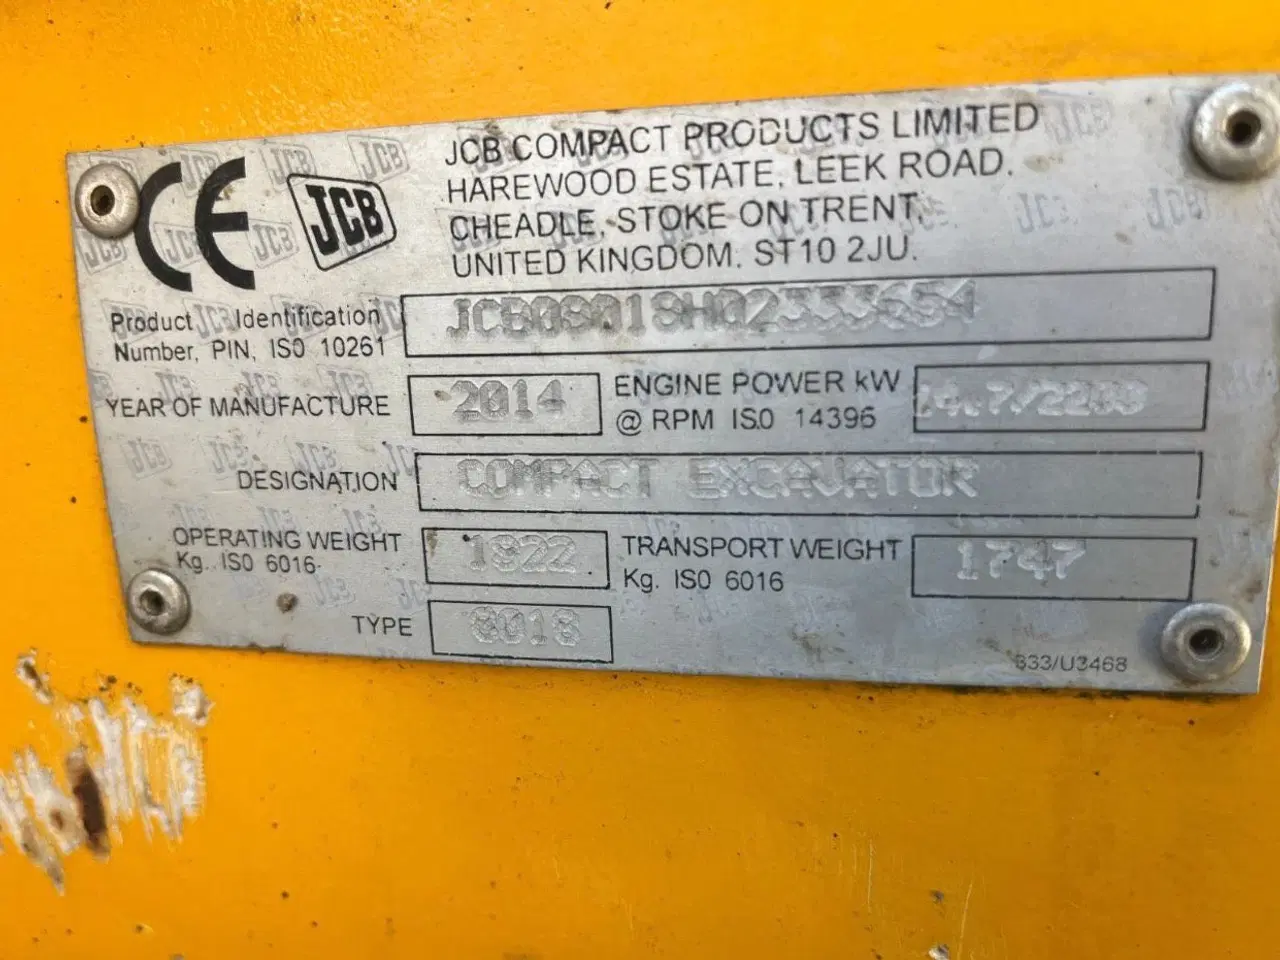 CE
JCB
JCB COMPACT PRODUCTS LIMITED
HAREWOOD ESTATE, LEEK ROAD.
CHEADLE, STOKE ON TRENT,
UNITED KINGDOM. ST10 2JU.
Product Identification
Number, PIN, ISO 10261
JCB08018H02333654
YEAR OF MANUFACTURE 2014
ENGINE POWER kW
@ RPM ISO 14396
DESIGNATION COMPACT EXCAVATOR
OPERATING WEIGHT
Kg. ISO 6016
1822
TRANSPORT WEIGHT
Kg. ISO 6016
1747
TYPE 8018
333/U3468